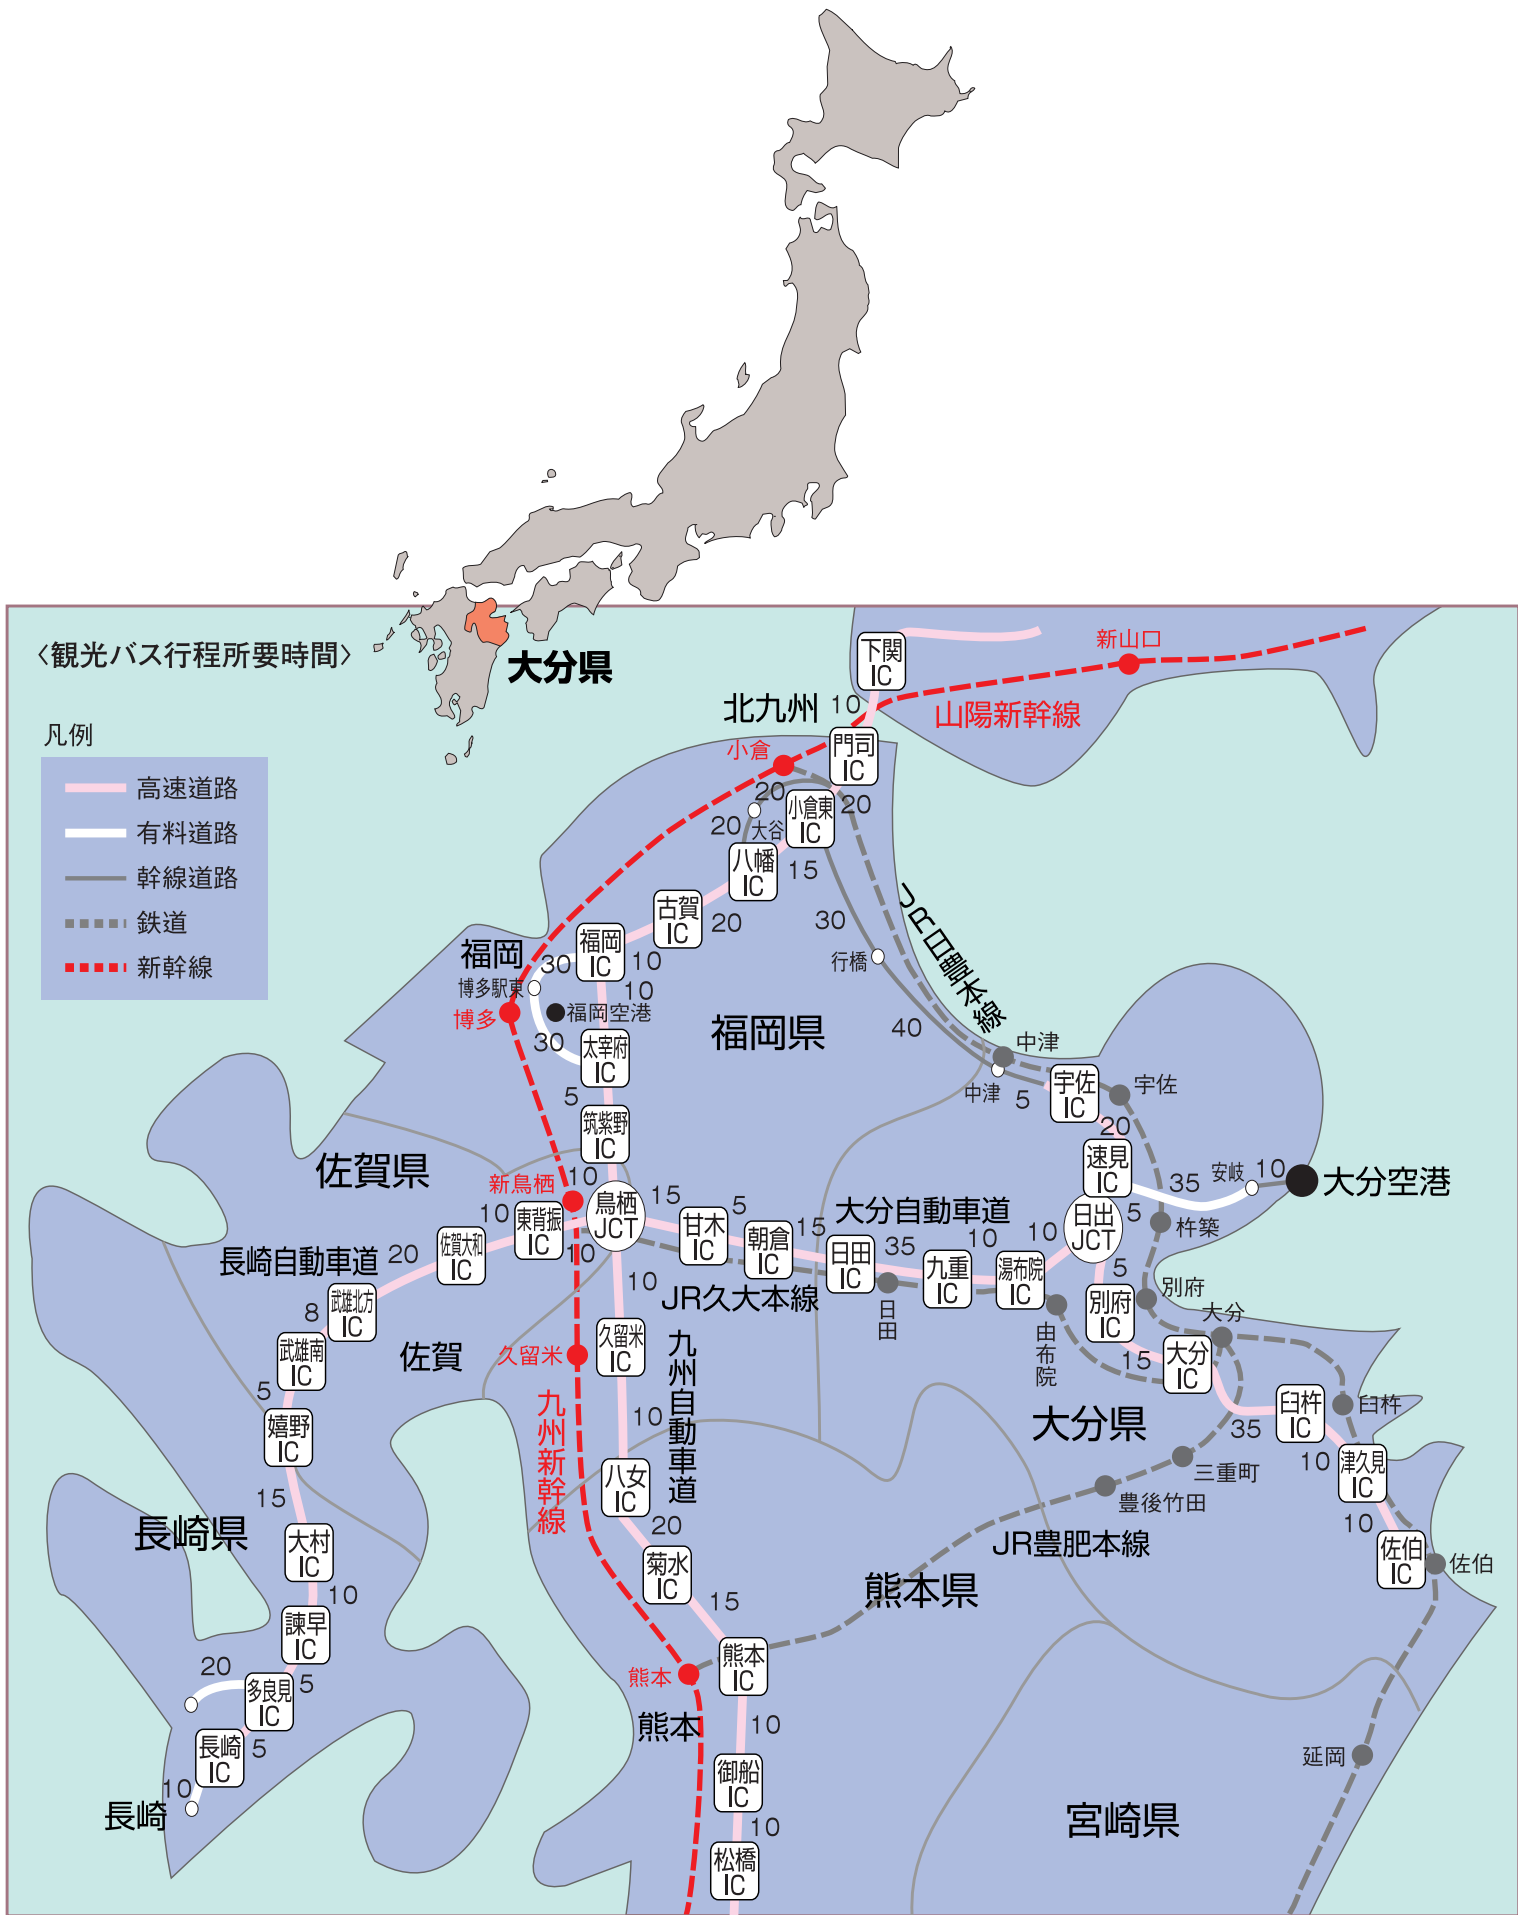 〈観光バス行程所要時間〉
大分県
凡例
高速道路
有料道路
幹線道路
鉄道
新幹線
下関
IC
新山口
山陽新幹線
北九州
10
小倉
門司
IC
20
小倉東
IC
20
20
大谷
八幡
IC
15
古賀
IC
20
30
行橋
JR日豊本線
福岡
福岡
IC
30
10
10
博多駅東
博多
福岡空港
30
太宰府
IC
福岡県
40
中津
中津
5
宇佐
IC
宇佐
5
筑紫野
IC
20
速見
IC
35
安岐
10
大分空港
佐賀県
新鳥栖
10
鳥栖
JCT
15
甘木
IC
5
朝倉
IC
15
大分自動車道
日田
IC
35
九重
IC
10
湯布院
IC
10
日出
JCT
5
杵築
10
東背振
IC
10
佐賀大和
IC
20
長崎自動車道
武雄北方
IC
8
武雄南
IC
佐賀
5
嬉野
IC
JR久大本線
日田
由布院
5
別府
IC
別府
大分
15
大分
IC
10
久留米
久留米
IC
九州自動車道
九州新幹線
10
八女
IC
大分県
35
臼杵
IC
臼杵
10
津久見
IC
三重町
豊後竹田
10
佐伯
IC
佐伯
JR豊肥本線
15
長崎県
大村
IC
10
諫早
IC
20
5
多良見
IC
長崎
IC
5
10
長崎
20
菊水
IC
15
熊本県
熊本
熊本
IC
熊本
10
御船
IC
10
松橋
IC
延岡
宮崎県